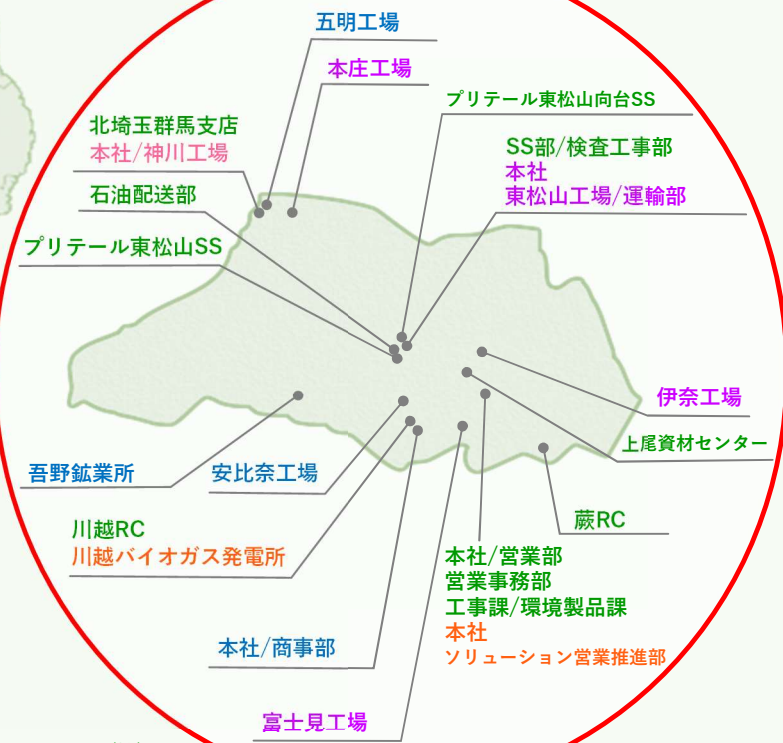 五明工場
本庄工場
プリテール東松山向台SS
北埼玉群馬支店
本社/神川工場
SS部/検査工事部
本社
東松山工場/運輸部
石油配送部
プリテール東松山SS
伊奈工場
上尾資材センター
吾野鉱業所
安比奈工場
蕨RC
川越RC
川越バイオガス発電所
本社/営業部
営業事務部
工事課/環境製品課
本社
ソリューション営業推進部
本社/商事部
富士見工場